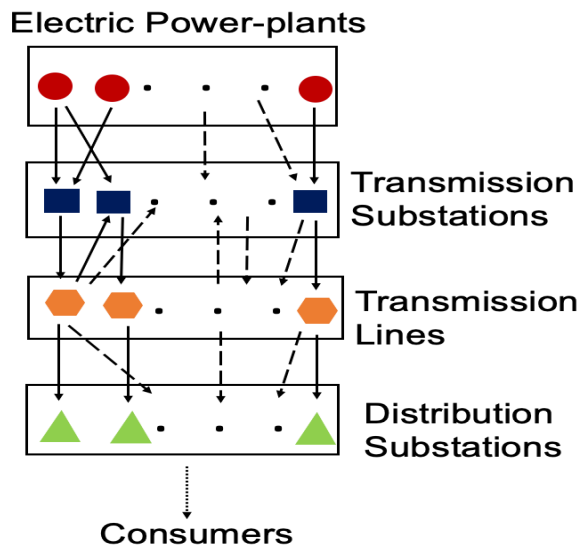 Electric Power-plants
Transmission
Substations
Transmission
Lines
Distribution
Substations
Consumers